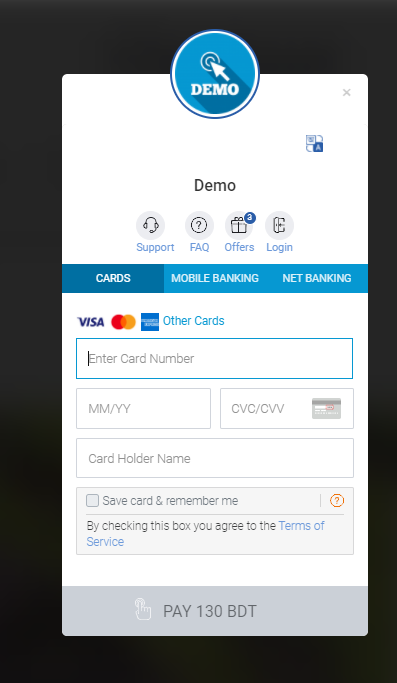 DEMO
×
A
Demo
3
Support FAQ Offers Login
CARDS MOBILE BANKING NET BANKING
VISA AMERICAN EXPRESS Other Cards
Enter Card Number
MM/YY CVC/CVV
Card Holder Name
Save card & remember me ?
By checking this box you agree to the Terms of
Service
PAY 130 BDT